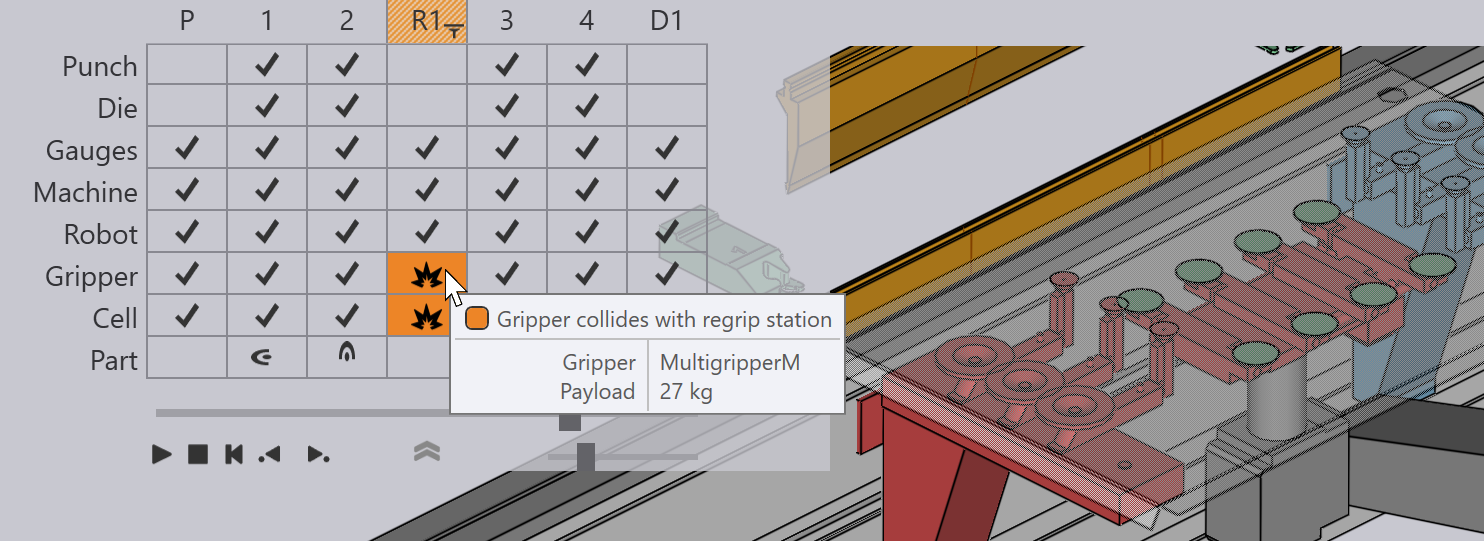 P 1 2 R1 3 4 D1
Punch
Die
Gauges
Machine
Robot
Gripper
Cell
Gripper collides with regrip station
Part
Gripper MultigripperM
Payload 27 kg